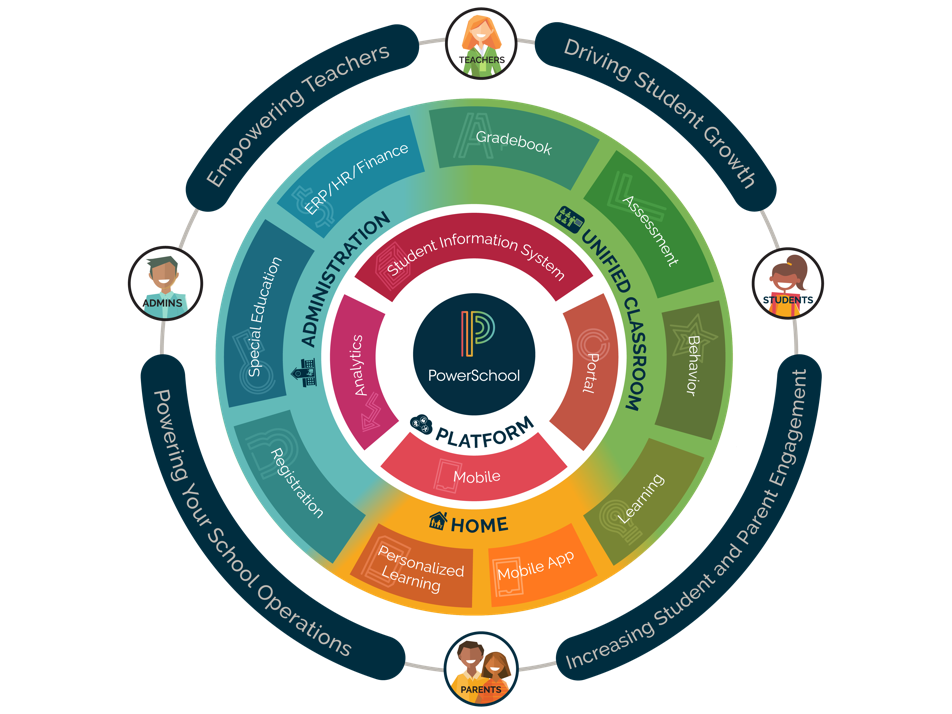 TEACHERS
Empowering Teachers
Driving Student Growth
ADMINS
STUDENTS
Powering Your School Operations
Increasing Student and Parent Engagement
PARENTS
ADMINISTRATION
ERP/HR/Finance
Special Education
Registration
UNIFIED CLASSROOM
Gradebook
Assessment
Behavior
Learning
HOME
Personalized
Learning
Mobile App
PLATFORM
Student Information System
Analytics
Portal
Mobile
PowerSchool